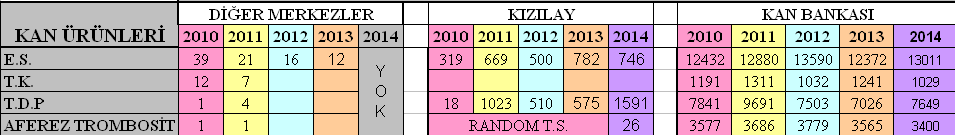 DİĞER MERKEZLER KIZILAY KAN BANKASI
KAN ÜRÜNLERİ 2010 2011 2012 2013 2014 2010 2011 2012 2013 2014 2010 2011 2012 2013 2014
E.S. 39 21 16 12 YOK 319 669 500 782 746 12432 12880 13590 12372 13011
T.K. 12 7 1191 1311 1032 1241 1029
T.D.P 1 4 18 1023 510 575 1591 7841 9691 7503 7026 7649
AFEREZ TROMBOSİT 1 1 RANDOM T.S. 26 3577 3686 3779 3565 3400